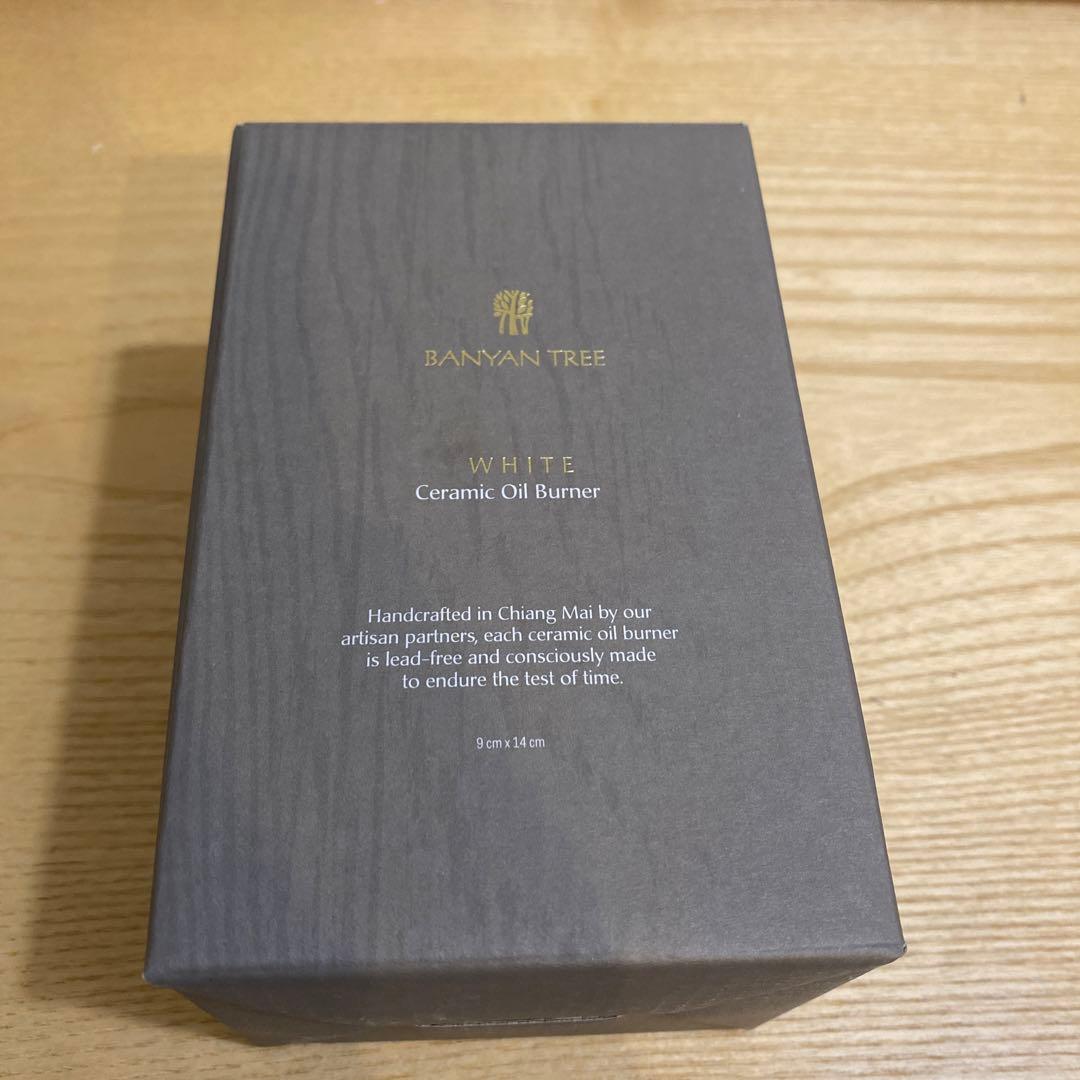 BANYAN TREE
WHITE
Ceramic Oil Burner
Handcrafted in Chiang Mai by our
artisan partners, each ceramic oil burner
is lead-free and consciously made
to endure the test of time.
9 cm x 14 cm